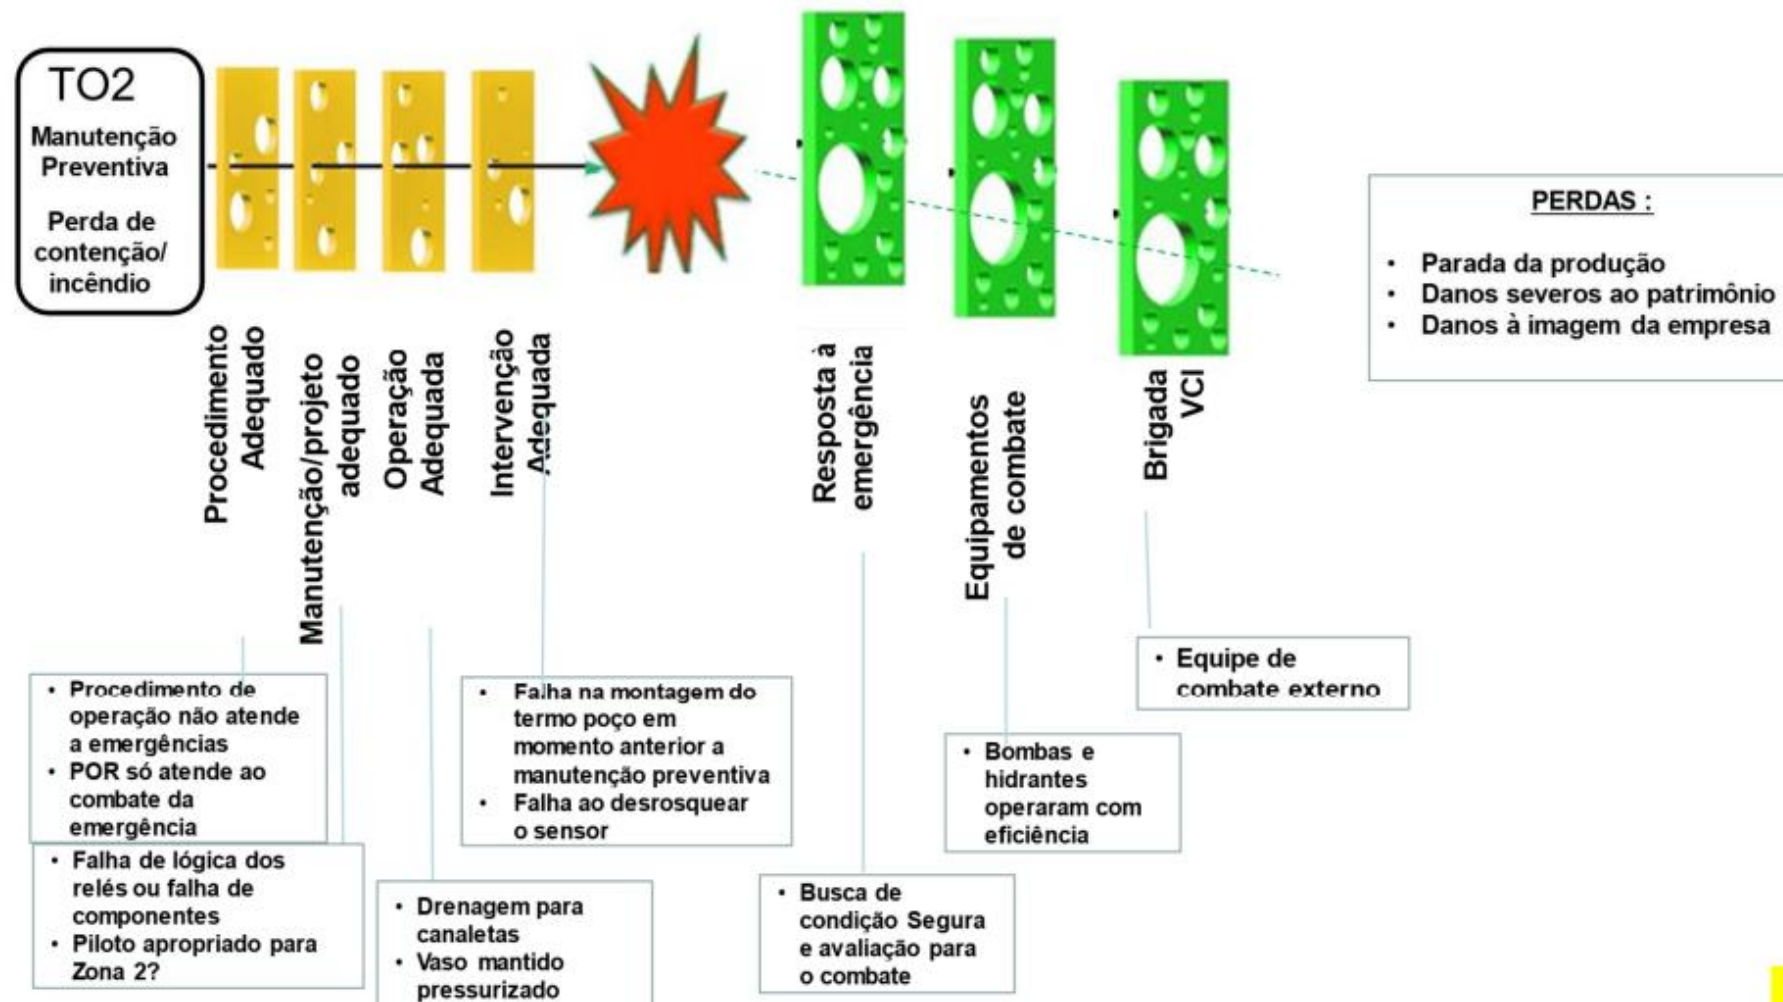 TO2
Manutenção
Preventiva
Perda de
contenção/
incêndio
Procedimento
Adequado
Manutenção/projeto
adequado
Operação
Adequada
Intervenção
Adequada
Resposta à
emergência
Equipamentos
de combate
Brigada
VCI
PERDAS :
• Parada da produção
• Danos severos ao patrimônio
• Danos à imagem da empresa
• Procedimento de
operação não atende
a emergências
• POR só atende ao
combate da
emergência
• Falha de lógica dos
relés ou falha de
componentes
• Piloto apropriado para
Zona 2?
• Drenagem para
canaletas
• Vaso mantido
pressurizado
• Falha na montagem do
termo poço em
momento anterior a
manutenção preventiva
• Falha ao desrosquear
o sensor
• Busca de
condição Segura
e avaliação para
o combate
• Bombas e
hidrantes
operaram com
eficiência
• Equipe de
combate externo